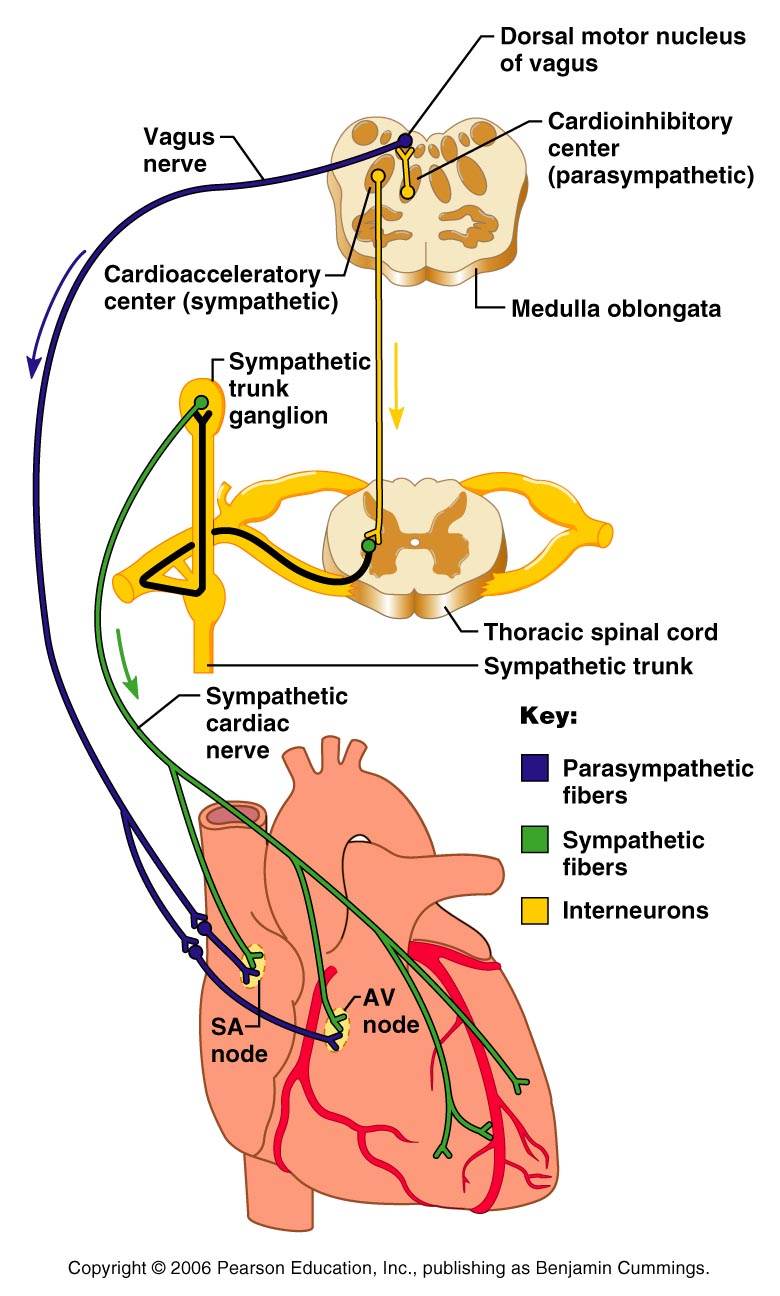 Dorsal motor nucleus
of vagus
Cardioinhibitory
center
(parasympathetic)
Vagus
nerve
Cardioacceleratory
center (sympathetic)
Medulla oblongata
Sympathetic
trunk
ganglion
Thoracic spinal cord
Sympathetic trunk
Sympathetic
cardiac
nerve
Key:
Parasympathetic
fibers
Sympathetic
fibers
Interneurons
AV
node
SA
node
Copyright © 2006 Pearson Education, Inc., publishing as Benjamin Cummings.